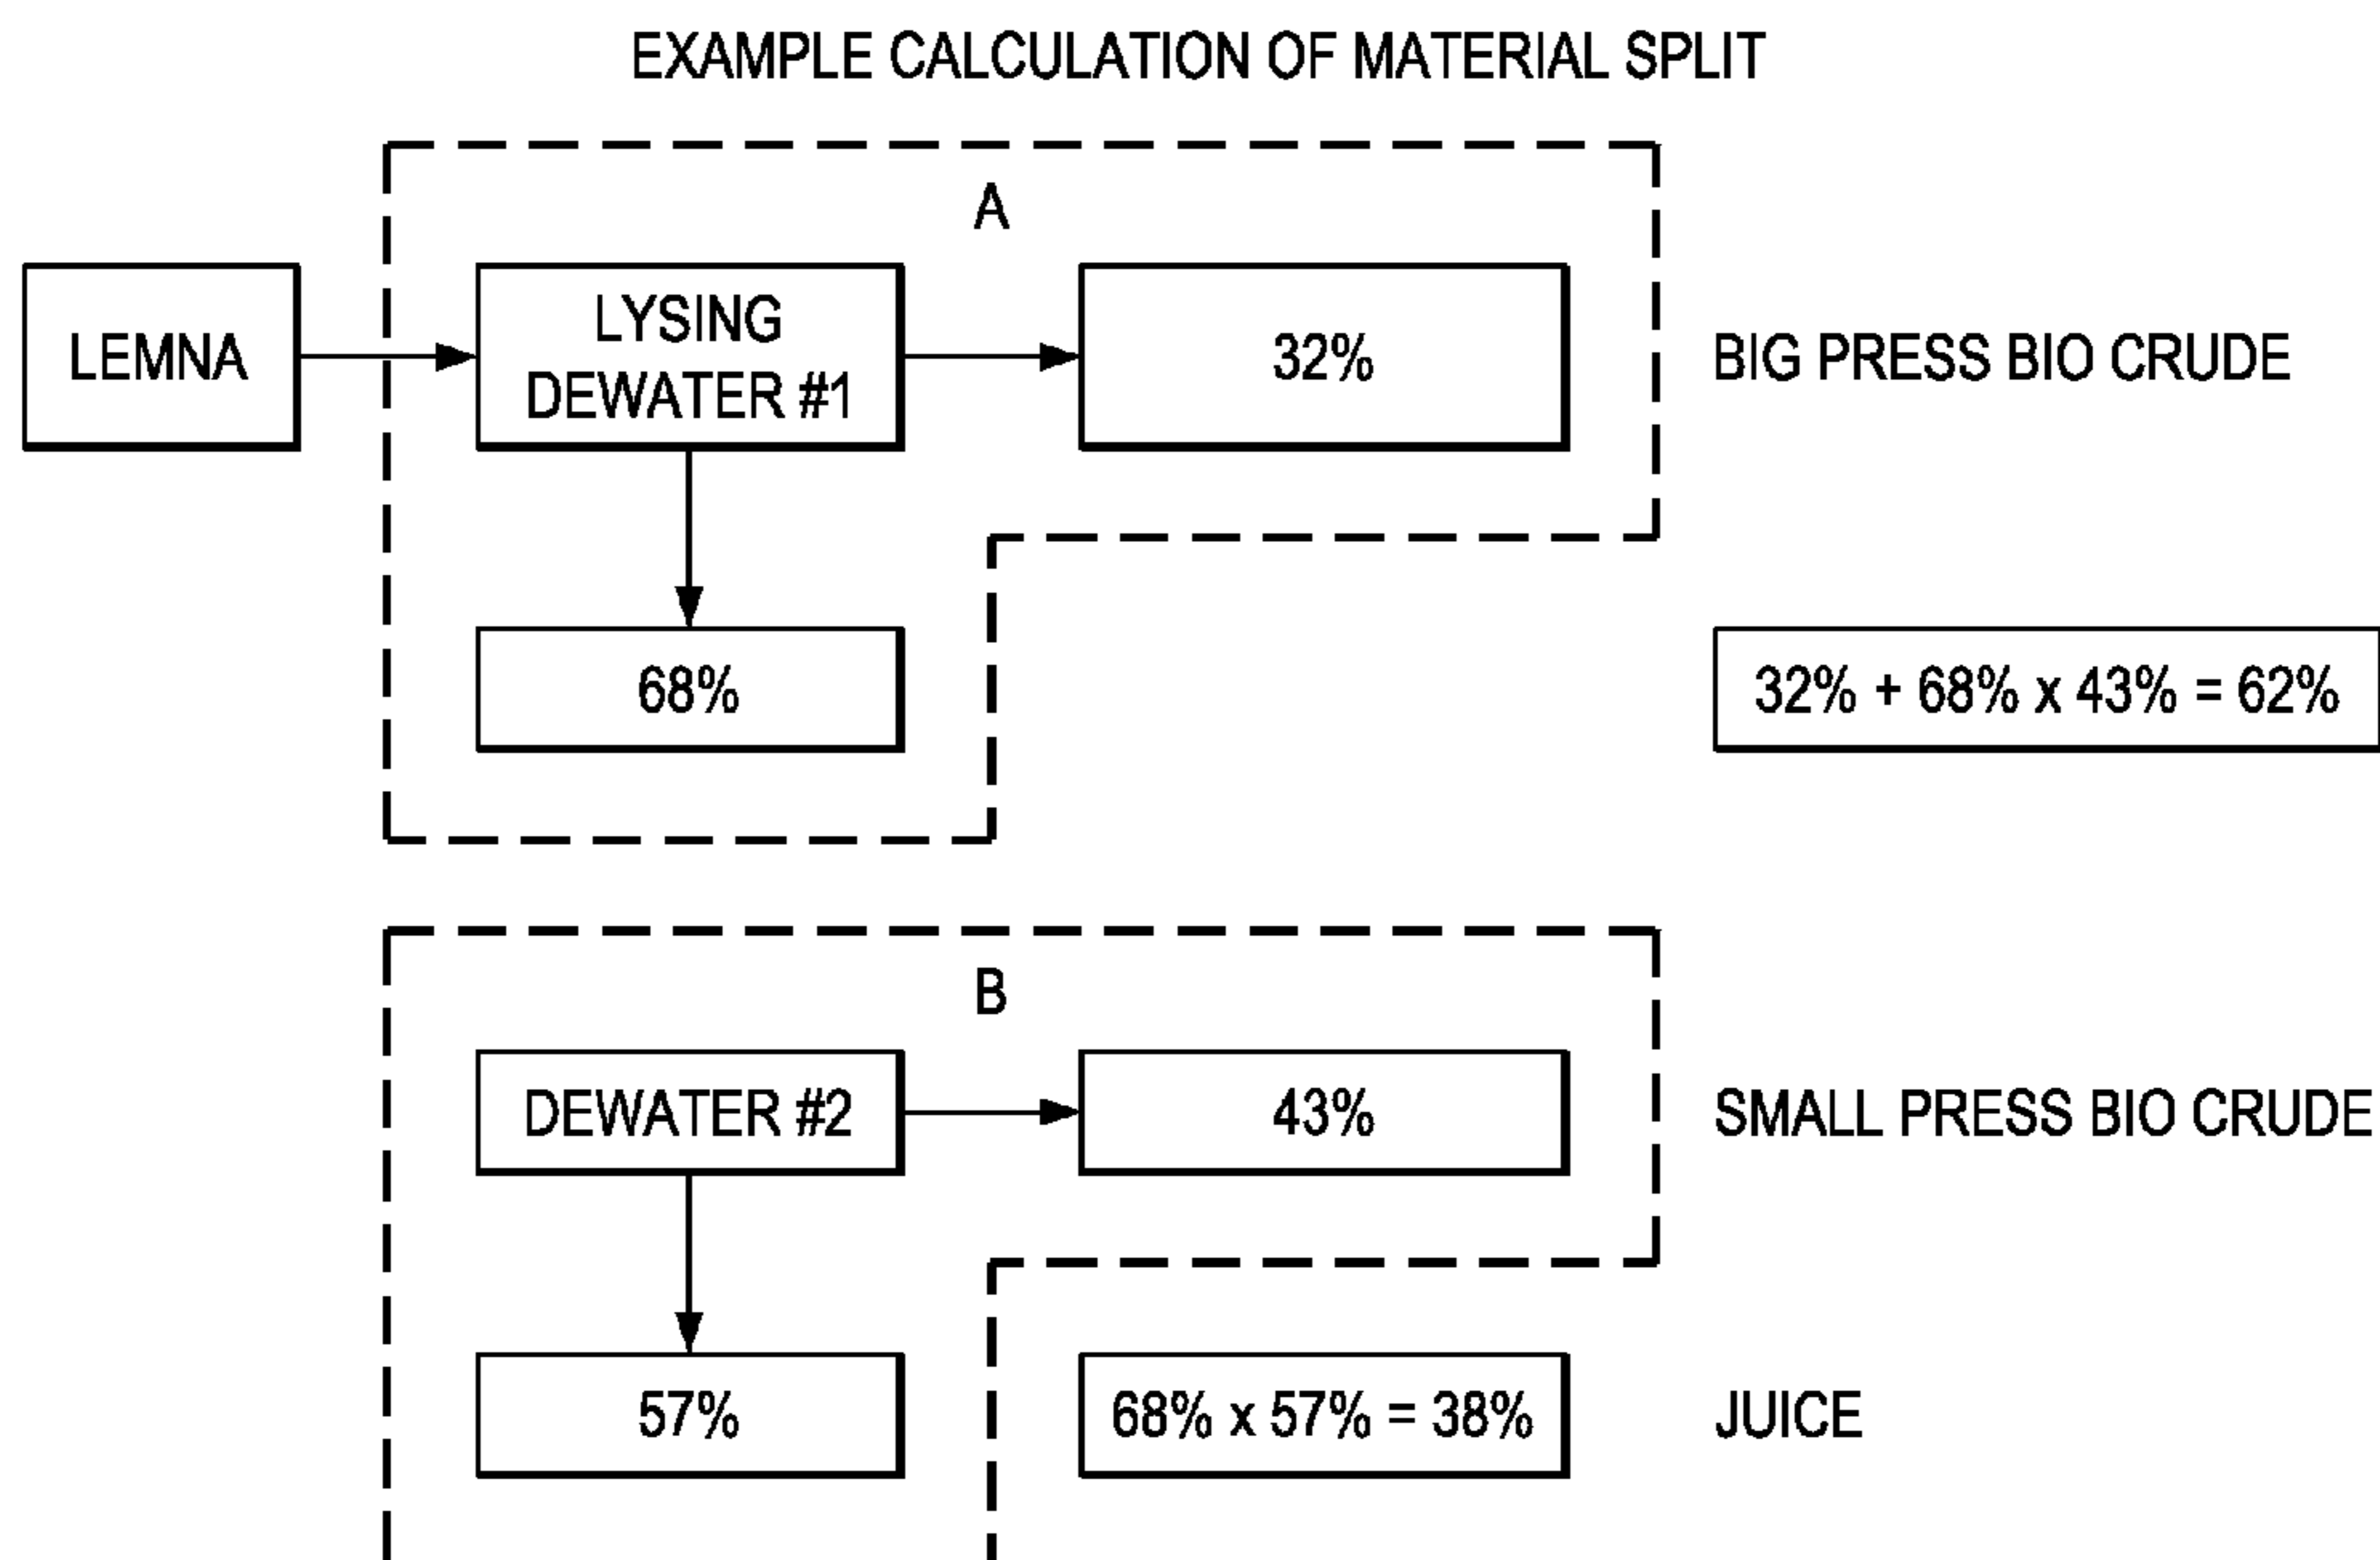 EXAMPLE CALCULATION OF MATERIAL SPLIT
A
LEMNA
LYSING
DEWATER #1
32%
BIG PRESS BIO CRUDE
68%
32% + 68% x 43% = 62%
B
DEWATER #2
43%
SMALL PRESS BIO CRUDE
57%
68% x 57% = 38%
JUICE